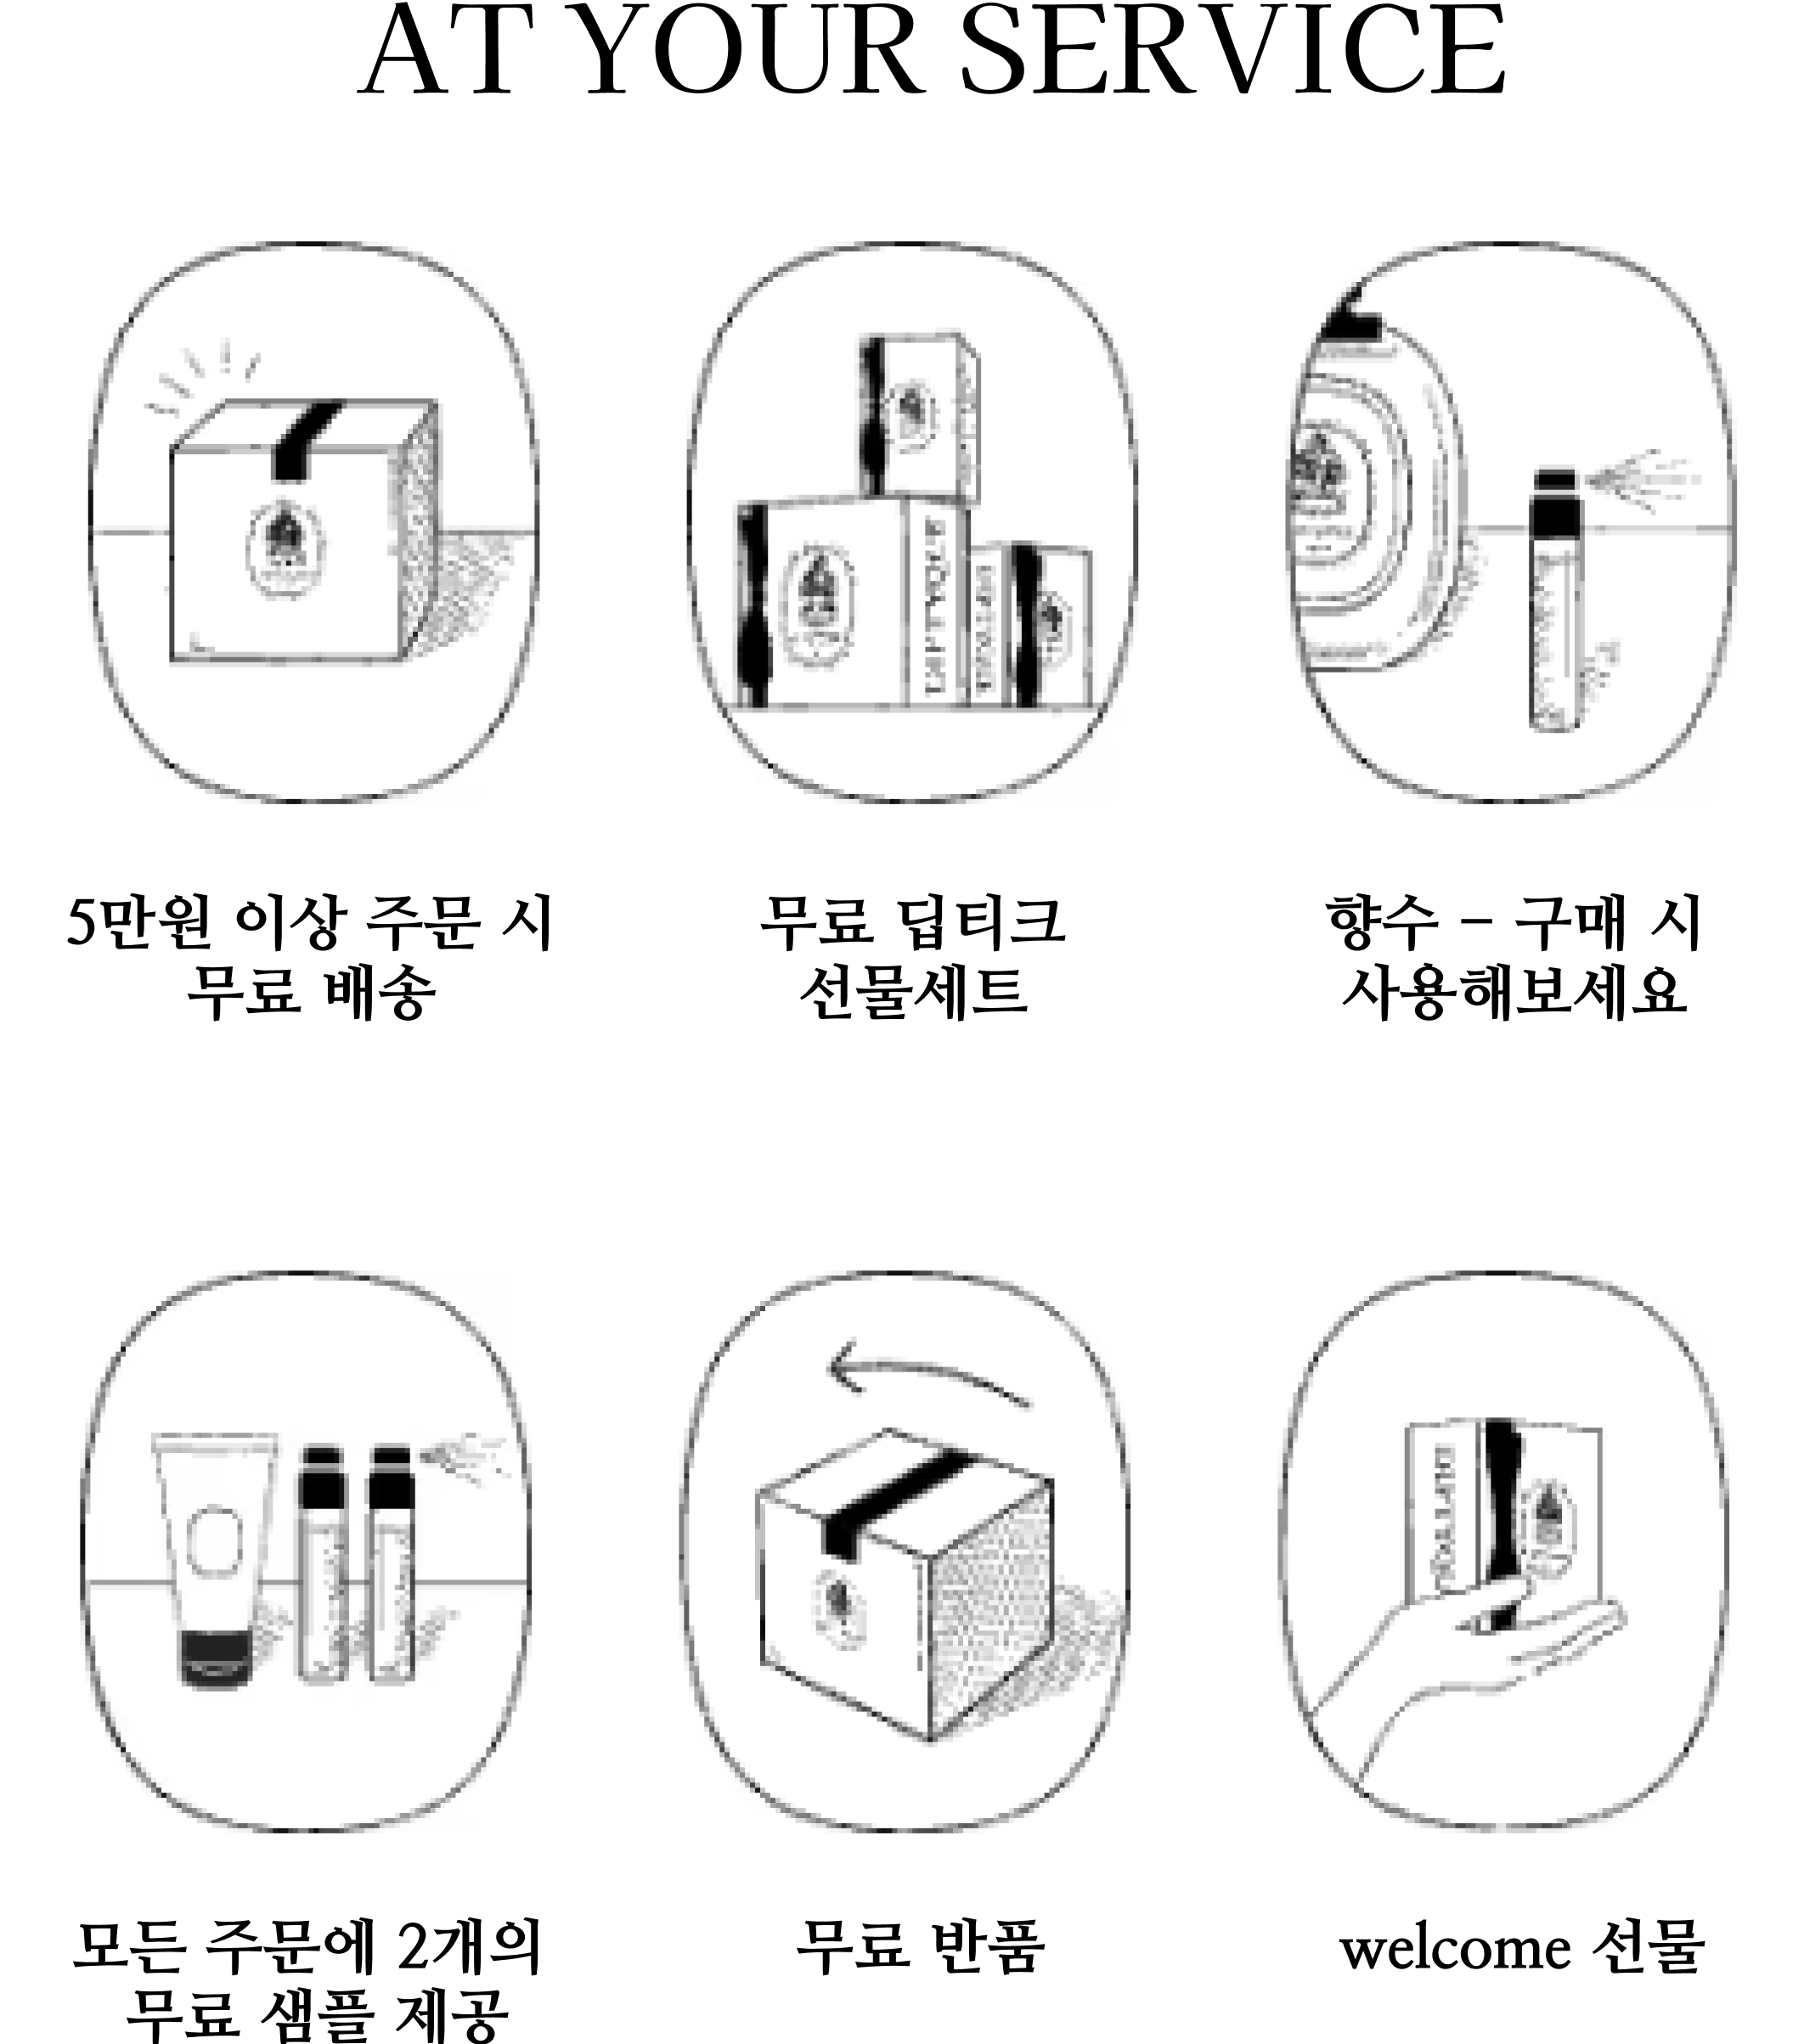 AT YOUR SERVICE
5만원 이상 주문 시
무료 배송
무료 딥티크
선물세트
향수 - 구매 시
사용해보세요
모든 주문에 2개의
무료 샘플 제공
무료 반품
welcome 선물